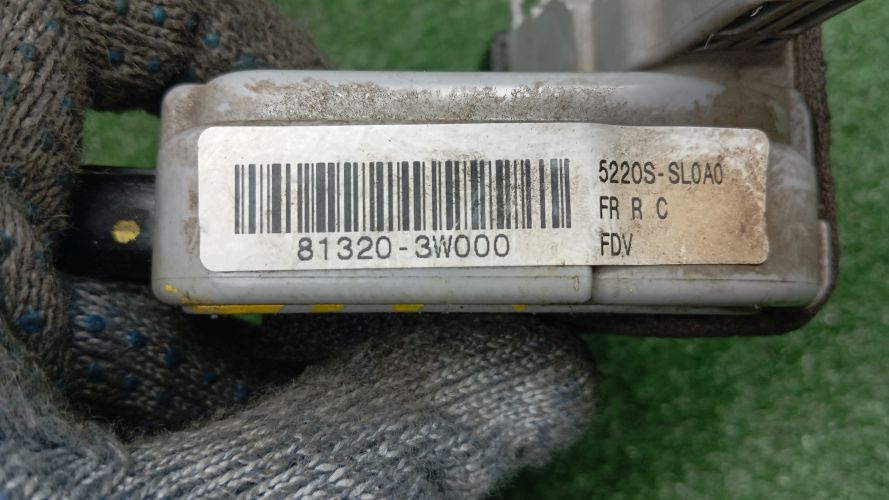 5220S-SL0A0
FR R C
81320-3W000
FDV